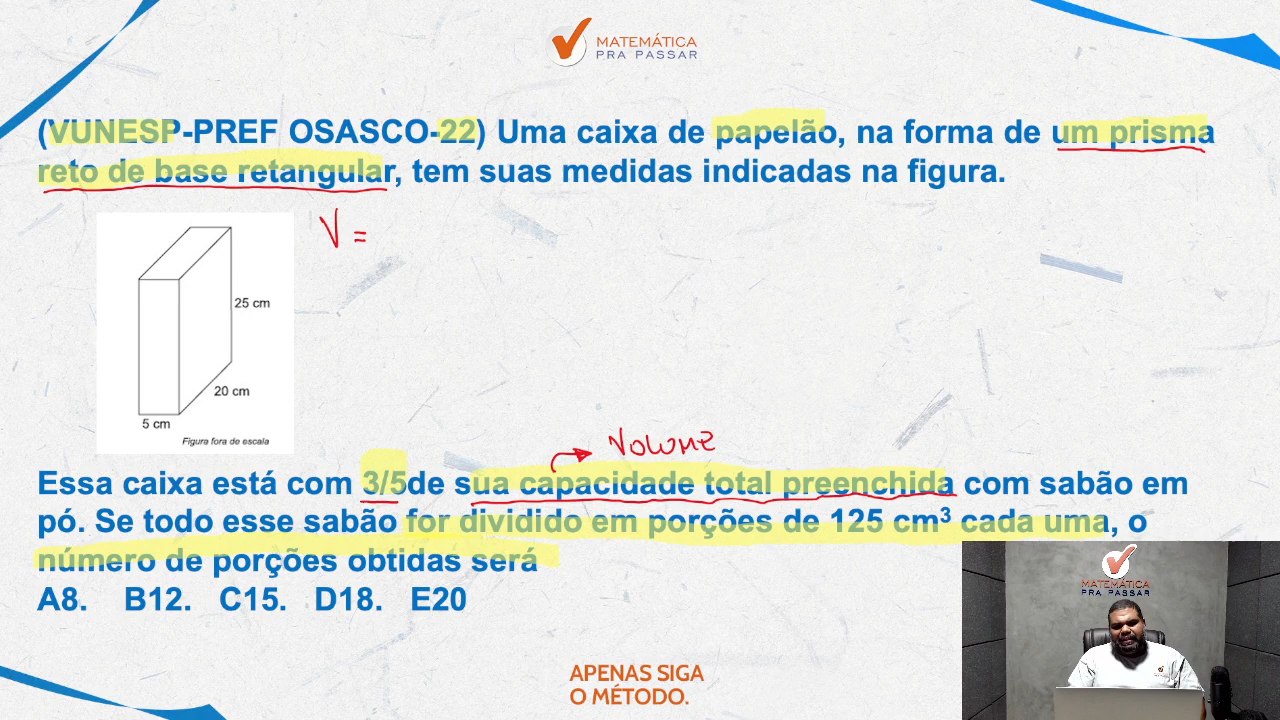 MATEMÁTICA
PRA PASSAR
(VUNESP-PREF OSASCO-22) Uma caixa de papelão, na forma de um prisma
reto de base retangular, tem suas medidas indicadas na figura.
V =
25 cm
20 cm
5 cm
Figura fora de escala
VOLUME
Essa caixa está com 3/5de sua capacidade total preenchida com sabão em
pó. Se todo esse sabão for dividido em porções de 125 cm³ cada uma, o
número de porções obtidas será
A8. B12. C15. D18. E20
MATEMÁTICA
PRA PASSAR
APENAS SIGA
O MÉTODO.